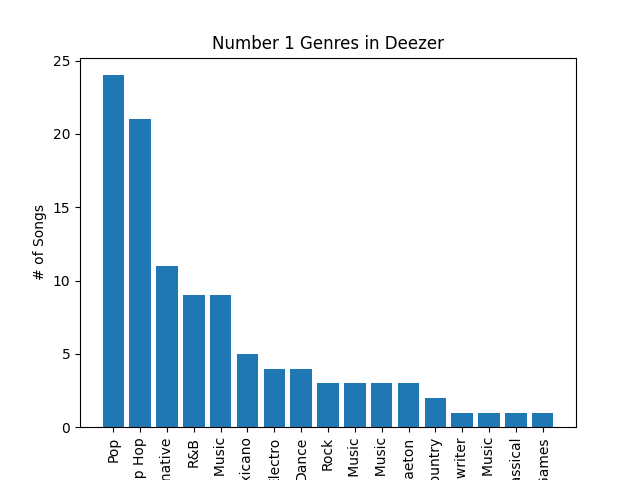 Number 1 Genres in Deezer
# of Songs
25
20
15
10
5
0
Pop
p Hop
native
R&B
Music
xicano
lectro
Dance
Rock
Music
Music
aeton
ountry
writer
Music
assical
Games